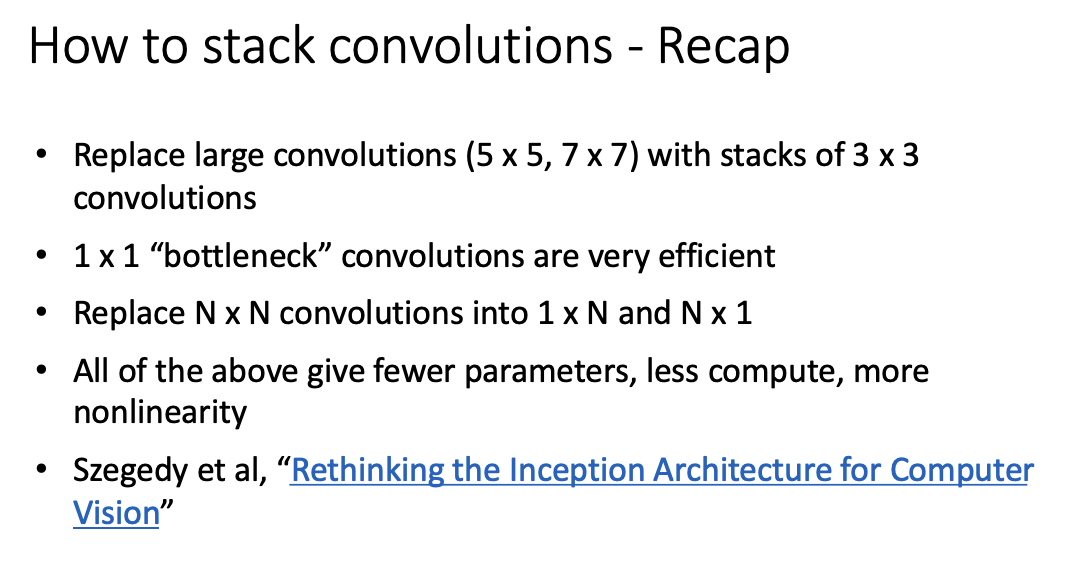 How to stack convolutions - Recap
• Replace large convolutions (5 x 5, 7 x 7) with stacks of 3 x 3
convolutions
• 1 x 1 “bottleneck” convolutions are very efficient
• Replace N x N convolutions into 1 x N and N x 1
• All of the above give fewer parameters, less compute, more
nonlinearity
• Szegedy et al, “Rethinking the Inception Architecture for Computer
Vision”